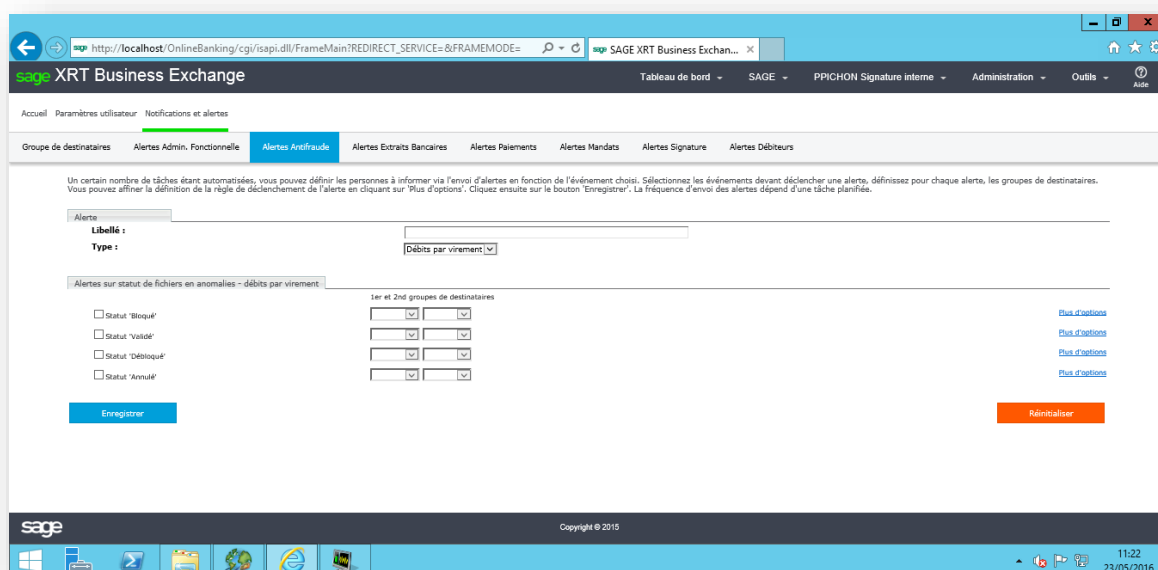 http://localhost/OnlineBanking/cgi/isapi.dll/FrameMain?REDIRECT_SERVICE=&FRAMEMODE=
SAGE XRT Business Exchan...
sage XRT Business Exchange
Tableau de bord
SAGE
PPICHON Signature interne
Administration
Outils
Aide
Accueil
Paramètres utilisateur
Notifications et alertes
Groupe de destinataires
Alertes Admin. Fonctionnelle
Alertes Antifraude
Alertes Extraits Bancaires
Alertes Paiements
Alertes Mandats
Alertes Signature
Alertes Débiteurs
Un certain nombre de tâches étant automatisées, vous pouvez définir les personnes à informer via l'envoi d'alertes en fonction de l'événement choisi. Sélectionnez les événements devant déclencher une alerte, définissez pour chaque alerte, les groupes de destinataires.
Vous pouvez affiner la définition de la règle de déclenchement de l'alerte en cliquant sur 'Plus d'options'. Cliquez ensuite sur le bouton 'Enregistrer'. La fréquence d'envoi des alertes dépend d'une tâche planifiée.
Alerte
Libellé :
Type :
Débits par virement
Alertes sur statut de fichiers en anomalies - débits par virement
1er et 2nd groupes de destinataires
Statut 'Bloqué'
Plus d'options
Statut 'Validé'
Plus d'options
Statut 'Débloqué'
Plus d'options
Statut 'Annulé'
Plus d'options
Enregistrer
Réinitialiser
sage
Copyright © 2015
11:22
23/05/2016